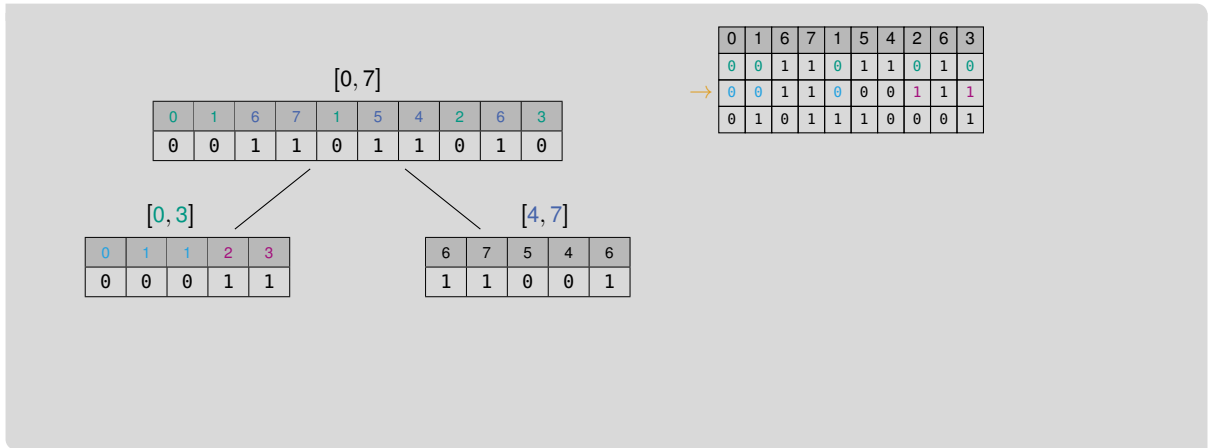 [0, 7]
0 1 6 7 1 5 4 2 6 3
0 0 1 1 0 1 1 0 1 0
[0, 3]
0 1 1 2 3
0 0 0 1 1
[4, 7]
6 7 5 4 6
1 1 0 0 1
0 1 6 7 1 5 4 2 6 3
0 0 1 1 0 1 1 0 1 0
→ 0 0 1 1 0 0 0 1 1 1
0 1 0 1 1 1 0 0 0 1